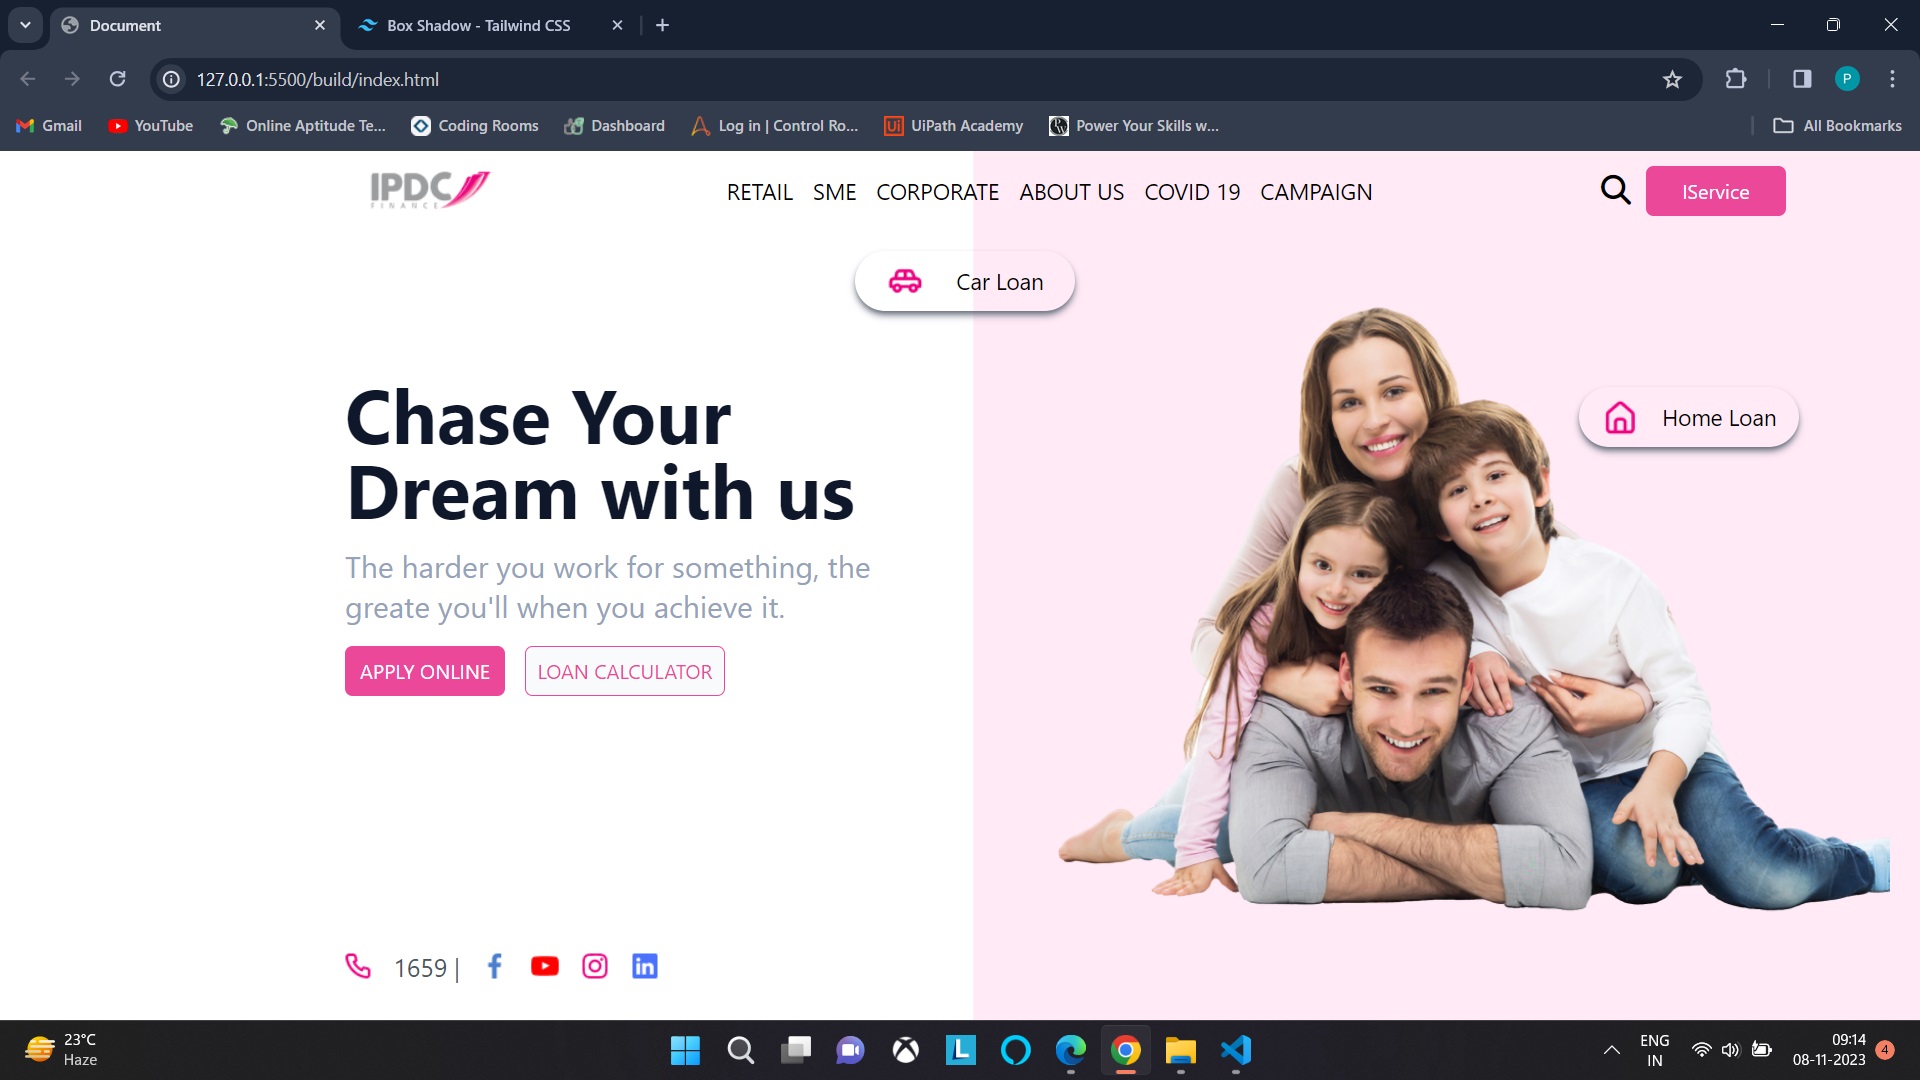 Document
Box Shadow - Tailwind CSS
127.0.0.1:5500/build/index.html
P
Gmail
YouTube
Online Aptitude Te...
Coding Rooms
Dashboard
Log in | Control Ro...
Ui
UiPath Academy
Power Your Skills w...
All Bookmarks
IPDC
FINANCE
RETAIL SME CORPORATE ABOUT US COVID 19 CAMPAIGN
IService
Car Loan
Home Loan
Chase Your
Dream with us
The harder you work for something, the
greate you'll when you achieve it.
APPLY ONLINE
LOAN CALCULATOR
1659 |
f
in
23°C
Haze
L
ENG
IN
09:14
08-11-2023
4